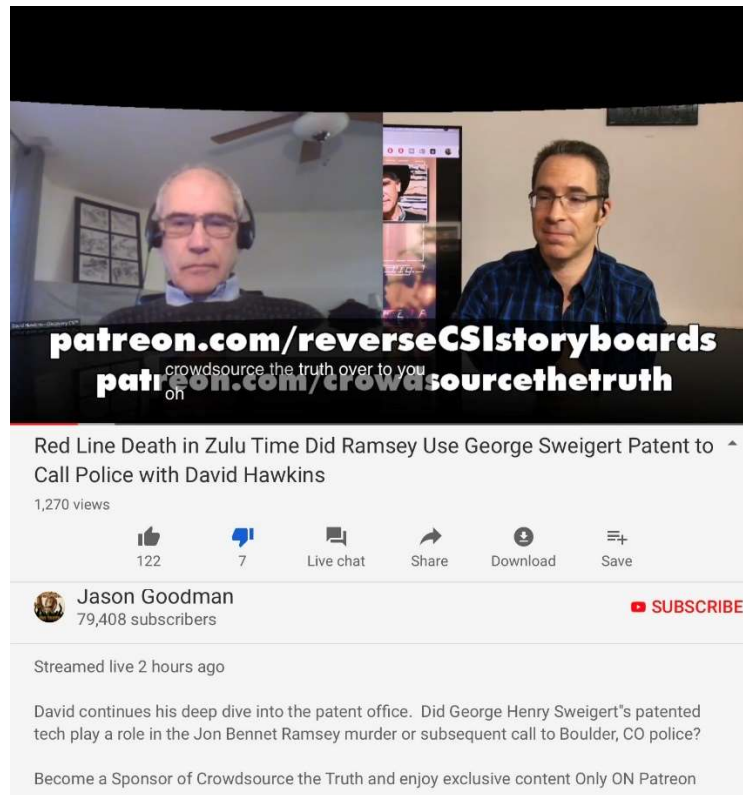 patreon.com/reverseCSIstoryboards
patreon.com/crowdsourcethetruth
crowdsource the truth over to you
oh
Red Line Death in Zulu Time Did Ramsey Use George Sweigert Patent to
Call Police with David Hawkins
1,270 views
122
7
Live chat
Share
Download
Save
Jason Goodman
79,408 subscribers
SUBSCRIBE
Streamed live 2 hours ago
David continues his deep dive into the patent office.  Did George Henry Sweigert"s patented
tech play a role in the Jon Bennet Ramsey murder or subsequent call to Boulder, CO police?
Become a Sponsor of Crowdsource the Truth and enjoy exclusive content Only ON Patreon